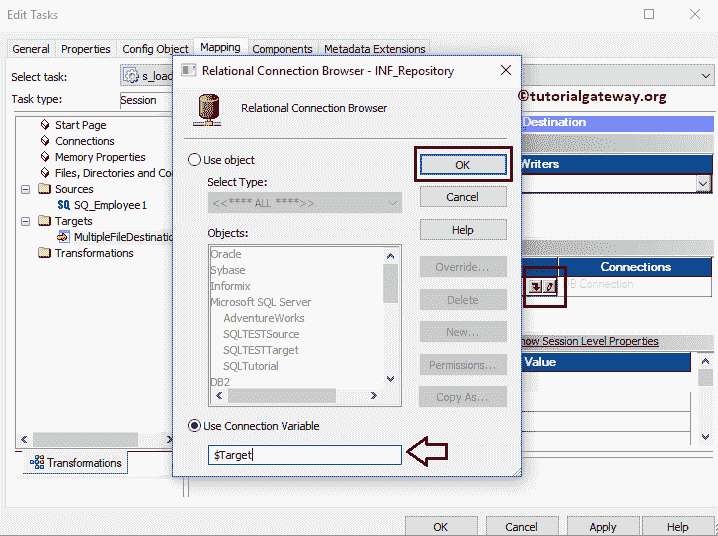 Edit Tasks
General
Properties
Config Object
Mapping
Components
Metadata Extensions
Select task:
s_loa
Task type:
Session
Start Page
Connections
Memory Properties
Files, Directories and Co
Sources
SQ_Employee1
Targets
MultipleFileDestinatio
Transformations
Transformations
Relational Connection Browser - INF_Repository
Relational Connection Browser
Use object
Select Type:
<<**** ALL ****>>
Objects:
Oracle
Sybase
Informix
Microsoft SQL Server
AdventureWorks
SQLTESTSource
SQLTESTTarget
SQLTutorial
DB2
Use Connection Variable
$Target
OK
Cancel
Help
Override...
Delete
New...
Permissions...
Copy As...
©tutorialgateway.org
Destination
Writers
Connections
DB Connection
how Session Level Properties
Value
OK
Cancel
Apply
Help